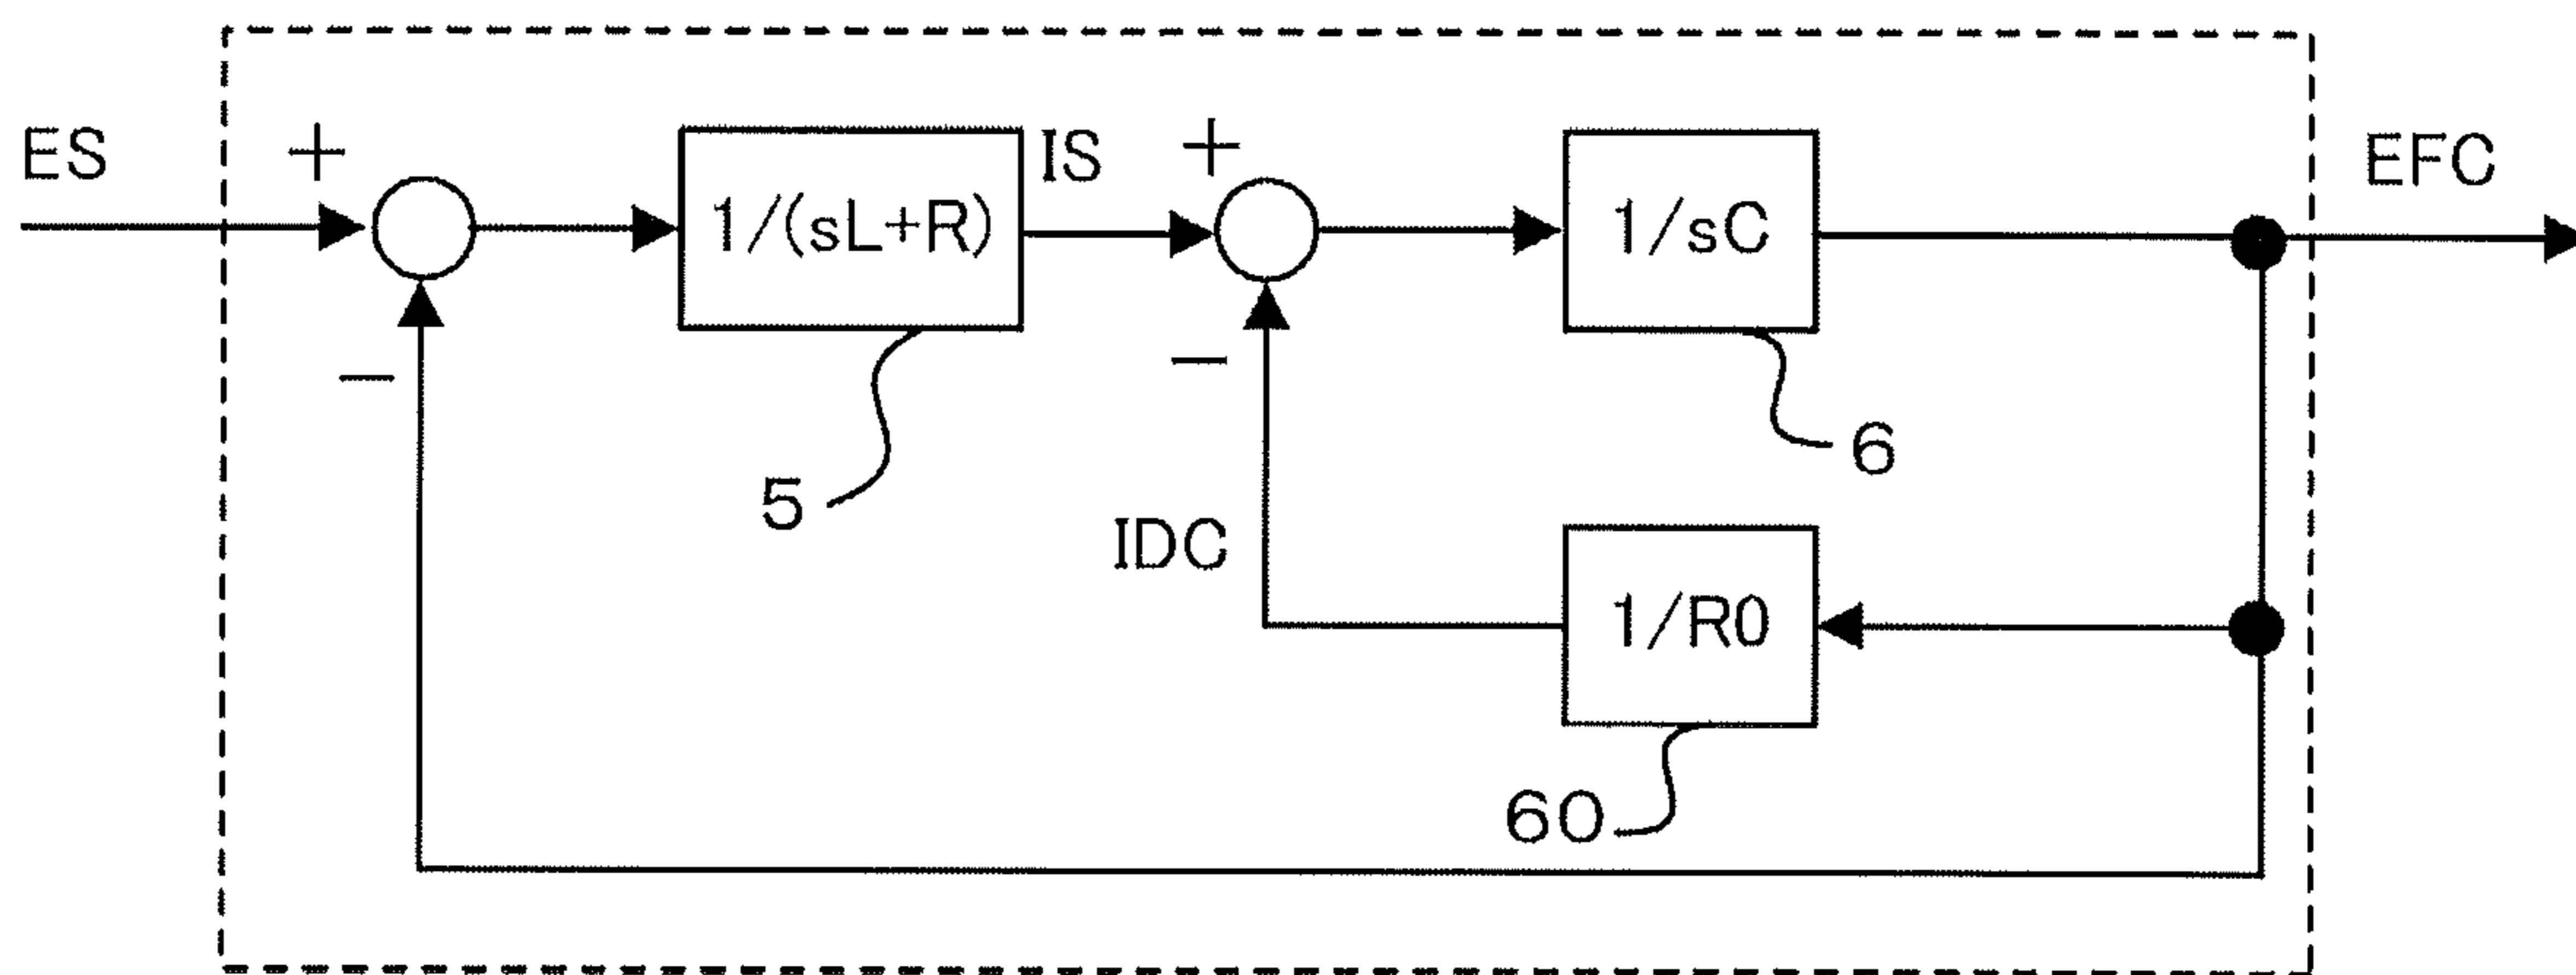 ES
+
1/(sL+R)
IS
+
1/sC
EFC
−
−
5
6
IDC
1/R0
60